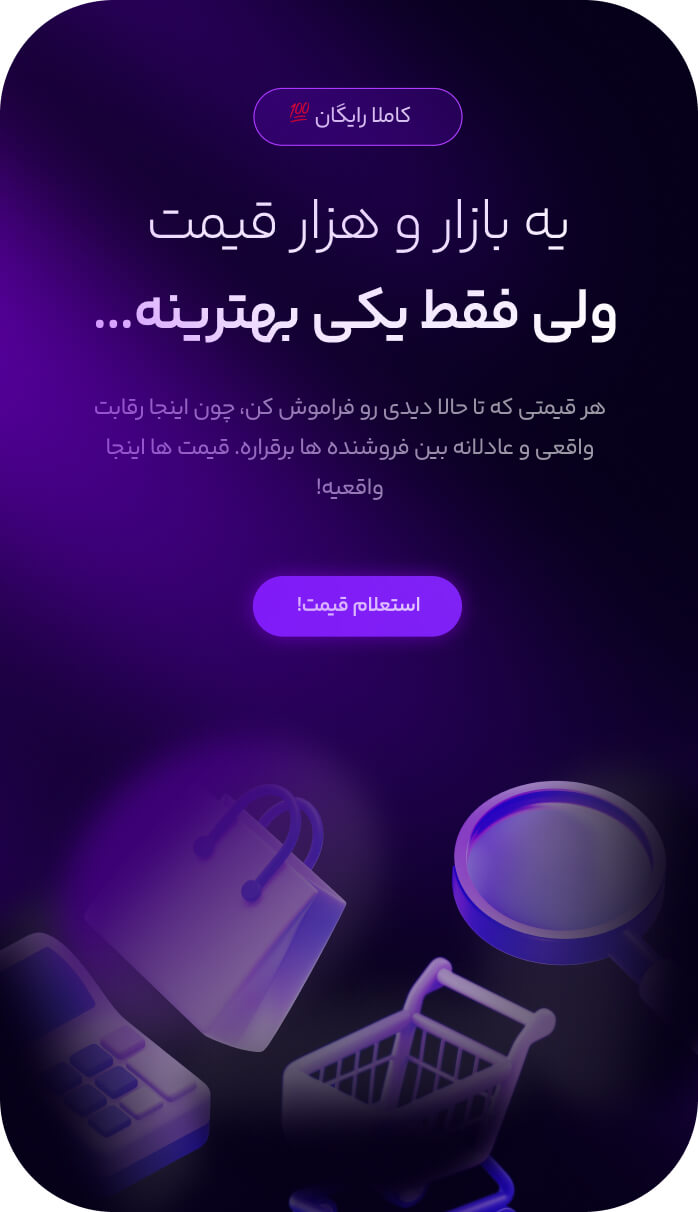 کاملا رایگان 💯
یه بازار و هزار قیمت
ولی فقط یکی بهترینه...
هر قیمتی که تا حالا دیدی رو فراموش کن، چون اینجا رقابت
واقعی و عادلانه بین فروشنده ها برقراره. قیمت ها اینجا
واقعیه!
استعلام قیمت!